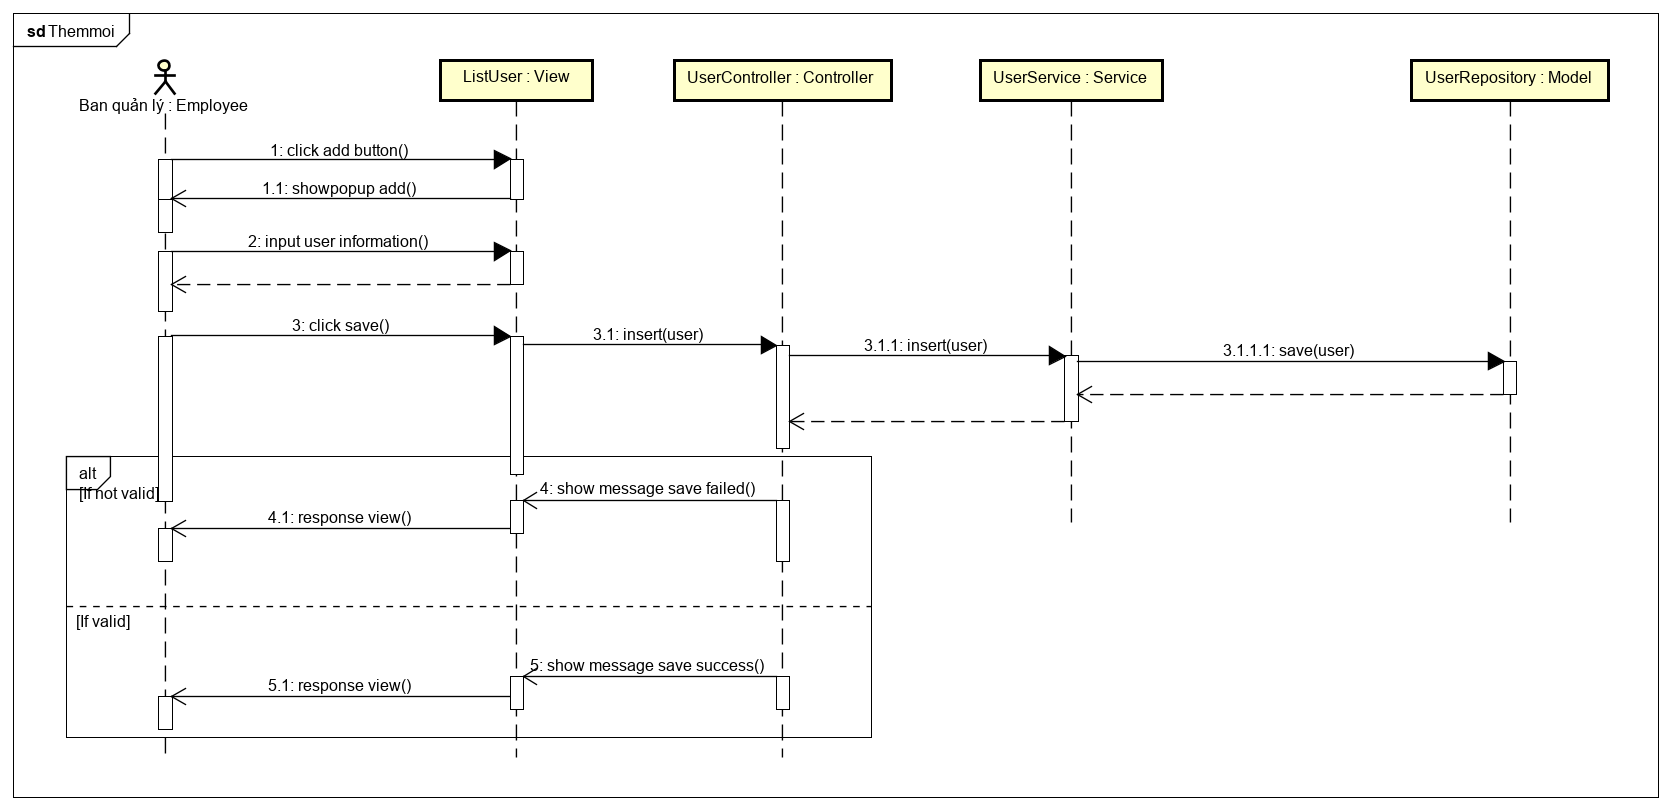 sd Themmoi
Ban quản lý : Employee
ListUser : View
UserController : Controller
UserService : Service
UserRepository : Model
1: click add button()
1.1: showpopup add()
2: input user information()
3: click save()
3.1: insert(user)
3.1.1: insert(user)
3.1.1.1: save(user)
alt
[If not valid]
4: show message save failed()
4.1: response view()
[If valid]
5: show message save success()
5.1: response view()